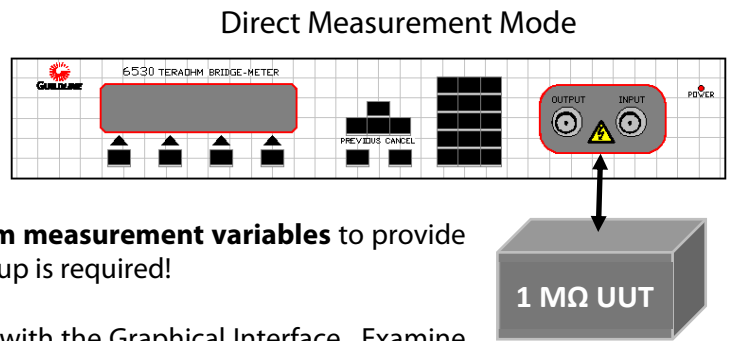 Direct Measurement Mode
GUILDLINE
6530 TERAOHM BRIDGE-METER
OUTPUT INPUT
POWER
PREVIOUS CANCEL
m measurement variables to provide
up is required!
1 MΩ UUT
with the Graphical Interface. Examine